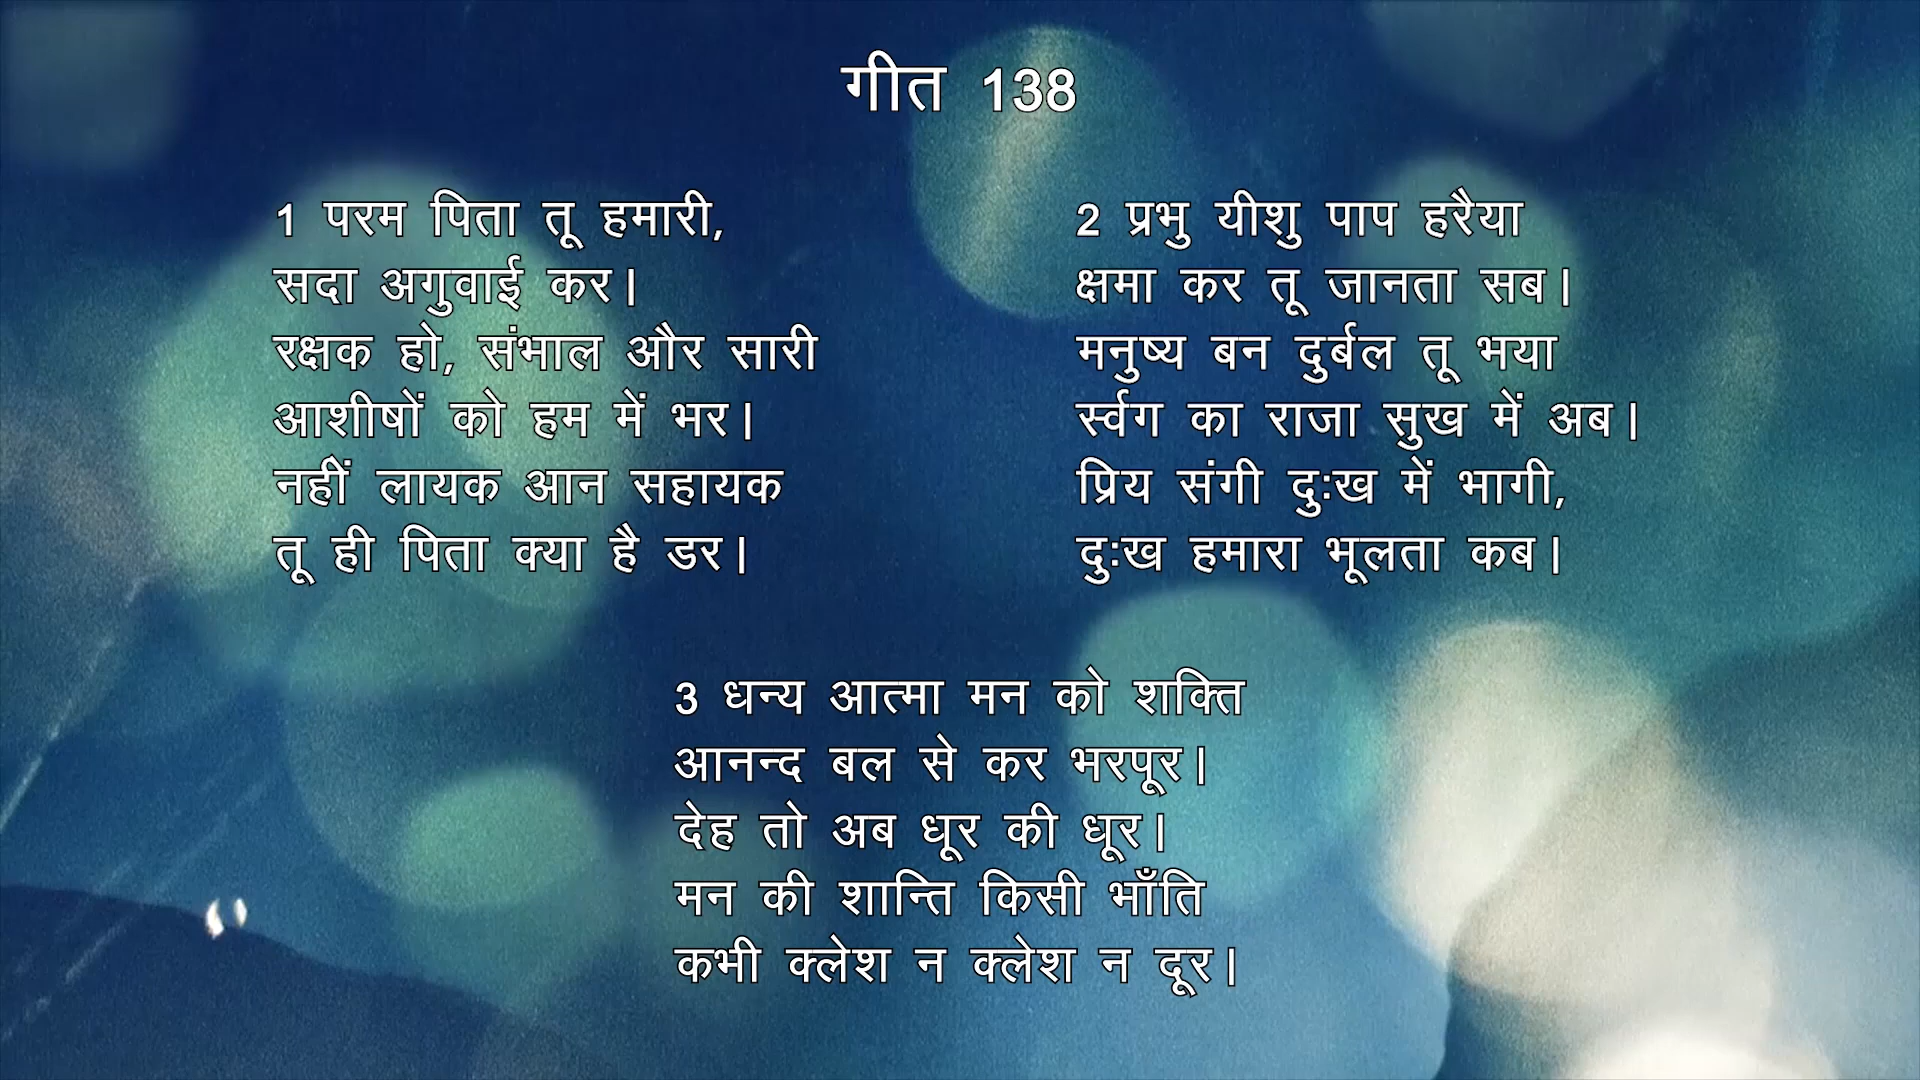 गीत 138
1 परम पिता तू हमारी,
सदा अगुवाई कर।
रक्षक हो, संभाल और सारी
आशीषों को हम में भर।
नहीं लायक आन सहायक
तू ही पिता क्या है डर।
2 प्रभु यीशु पाप हरैया
क्षमा कर तू जानता सब।
मनुष्य बन दुर्बल तू भया
र्स्वग का राजा सुख में अब।
प्रिय संगी दुःख में भागी,
दुःख हमारा भूलता कब।
3 धन्य आत्मा मन को शक्ति
आनन्द बल से कर भरपूर।
देह तो अब धूर की धूर।
मन की शान्ति किसी भाँति
कभी क्लेश न क्लेश न दूर।